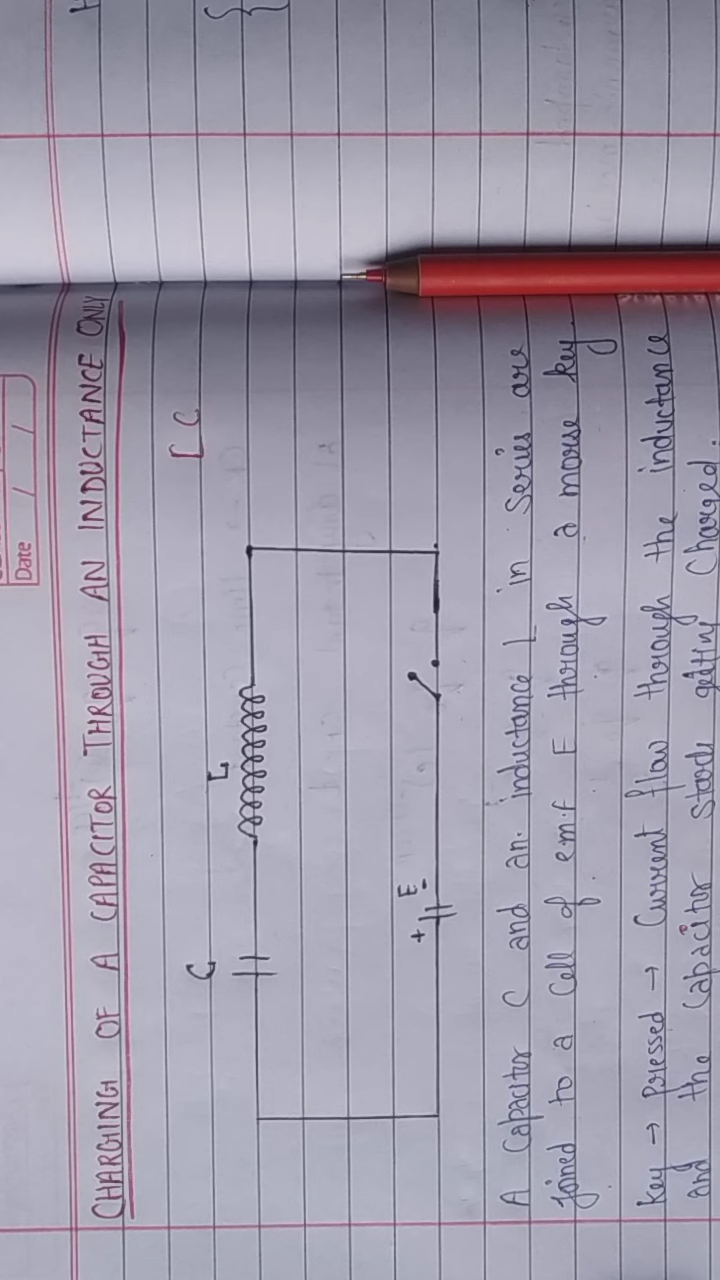 Date / /
CHARGING OF A CAPACITOR THROUGH AN INDUCTANCE ONLY
L C
C
L
+ E -
A Capacitor C and an inductance L in Series are
joined to a Cell of e.m.f E through a morse key.
Key → Pressed → Current flow through the inductance
and the Capacitor starts getting Charged.